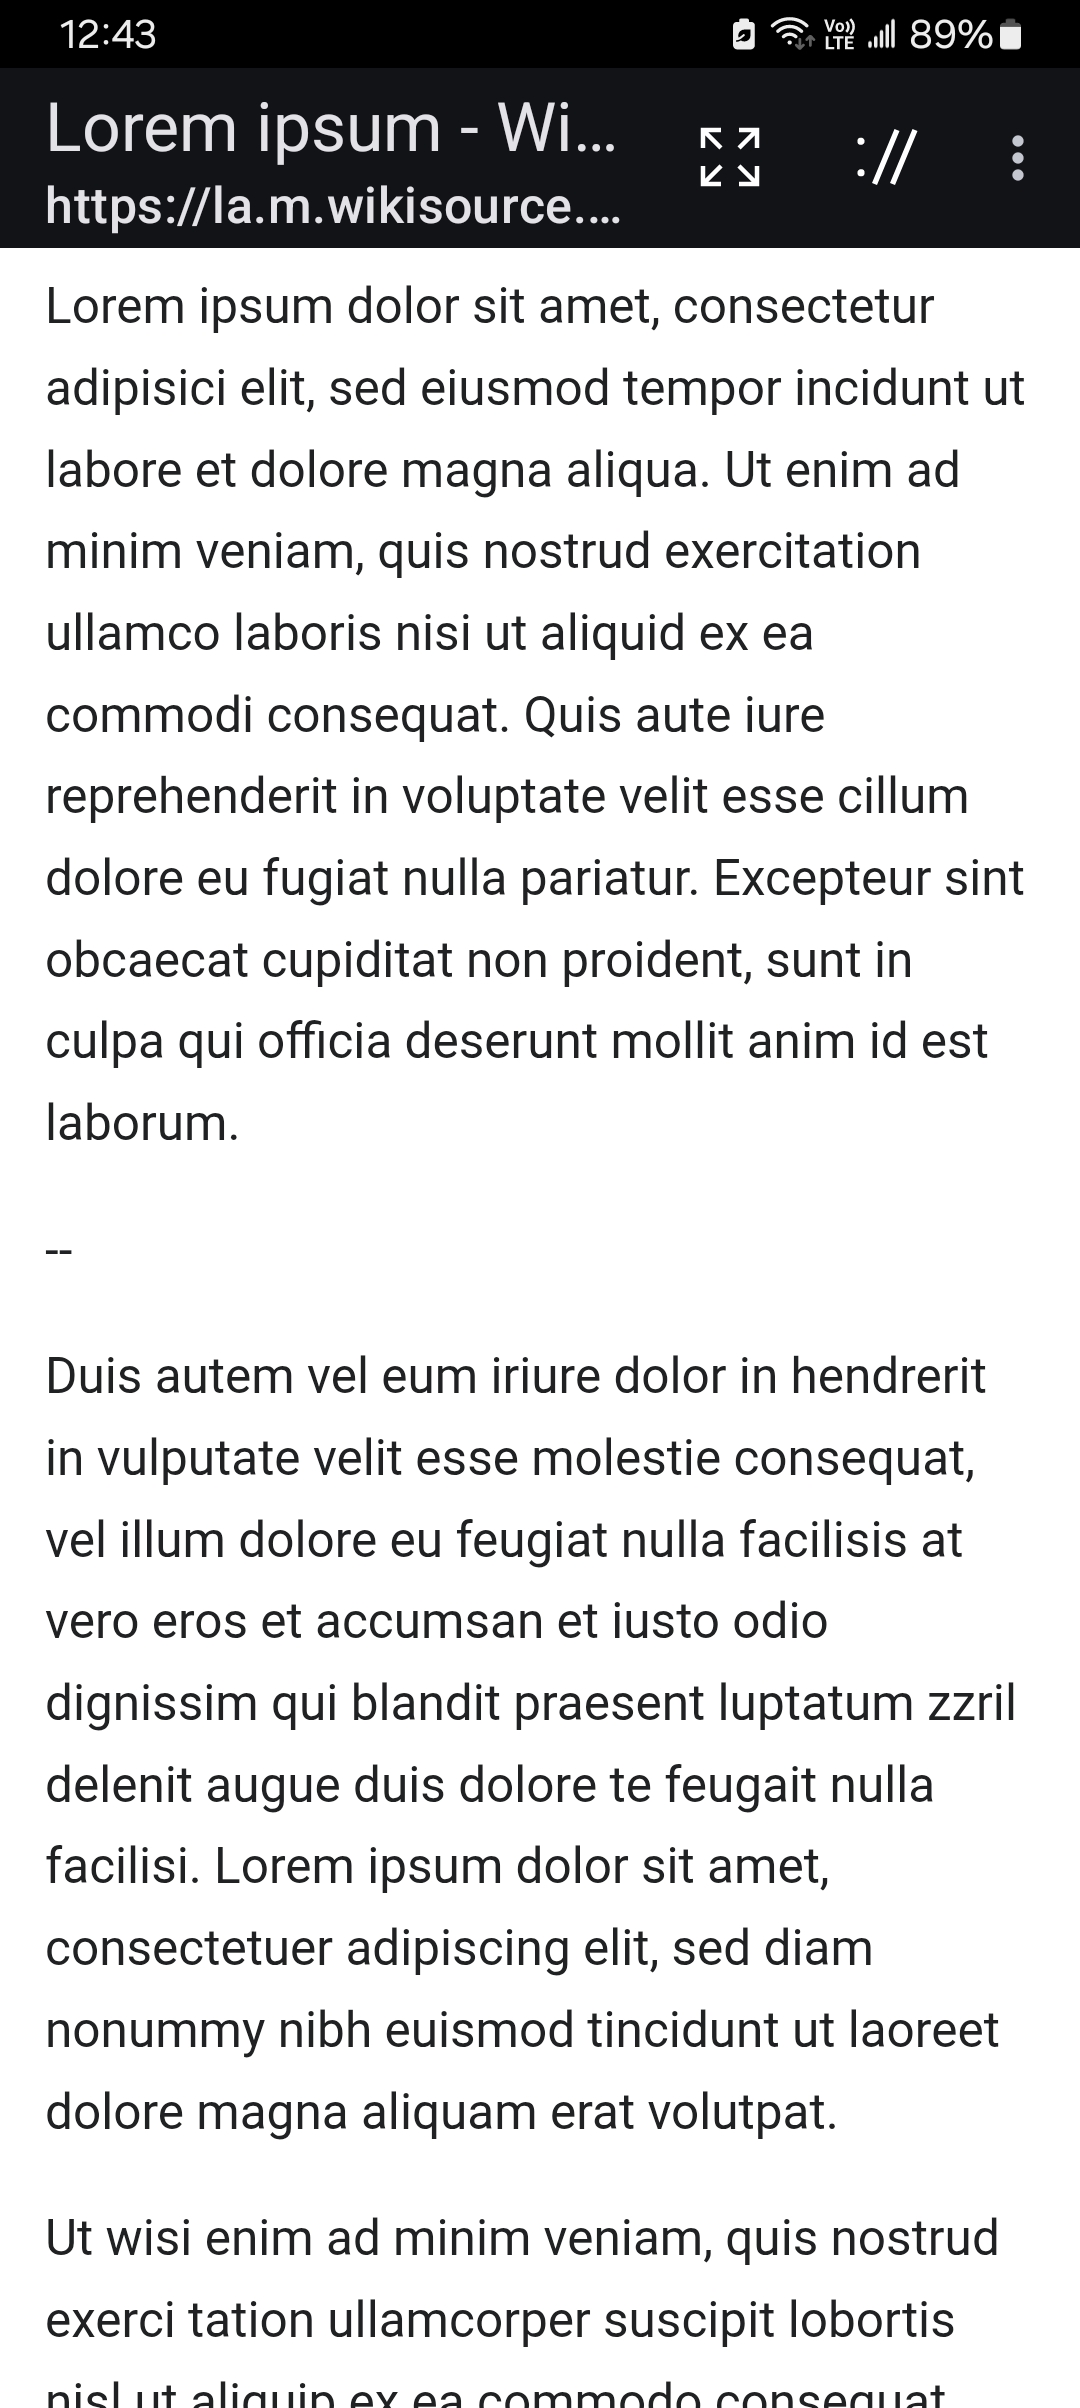 12:43
Vo)) LTE 89%
Lorem ipsum - Wi...
https://la.m.wikisource....
Lorem ipsum dolor sit amet, consectetur
adipisici elit, sed eiusmod tempor incidunt ut
labore et dolore magna aliqua. Ut enim ad
minim veniam, quis nostrud exercitation
ullamco laboris nisi ut aliquid ex ea
commodi consequat. Quis aute iure
reprehenderit in voluptate velit esse cillum
dolore eu fugiat nulla pariatur. Excepteur sint
obcaecat cupiditat non proident, sunt in
culpa qui officia deserunt mollit anim id est
laborum.
--
Duis autem vel eum iriure dolor in hendrerit
in vulputate velit esse molestie consequat,
vel illum dolore eu feugiat nulla facilisis at
vero eros et accumsan et iusto odio
dignissim qui blandit praesent luptatum zzril
delenit augue duis dolore te feugait nulla
facilisi. Lorem ipsum dolor sit amet,
consectetuer adipiscing elit, sed diam
nonummy nibh euismod tincidunt ut laoreet
dolore magna aliquam erat volutpat.
Ut wisi enim ad minim veniam, quis nostrud
exerci tation ullamcorper suscipit lobortis
nisl ut aliquip ex ea commodo consequat